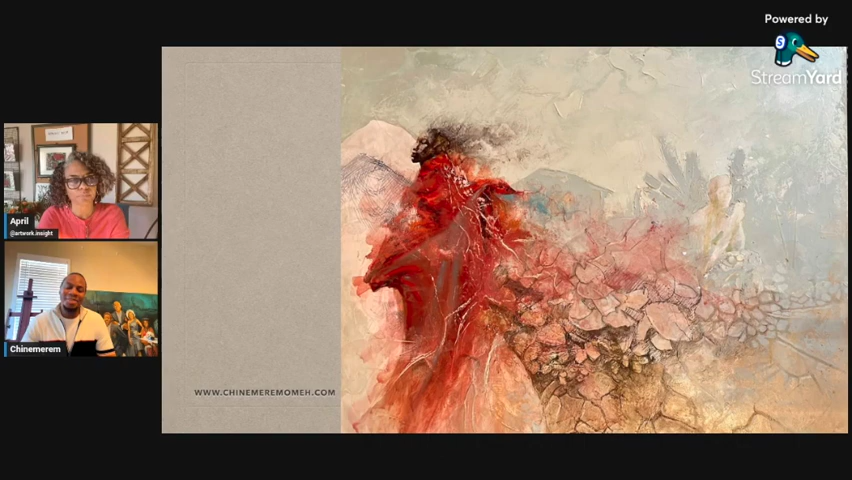 Powered by
S
StreamYard
April
@artwork.insight
Chinemerem
WWW.CHINEMEREMOMEH.COM